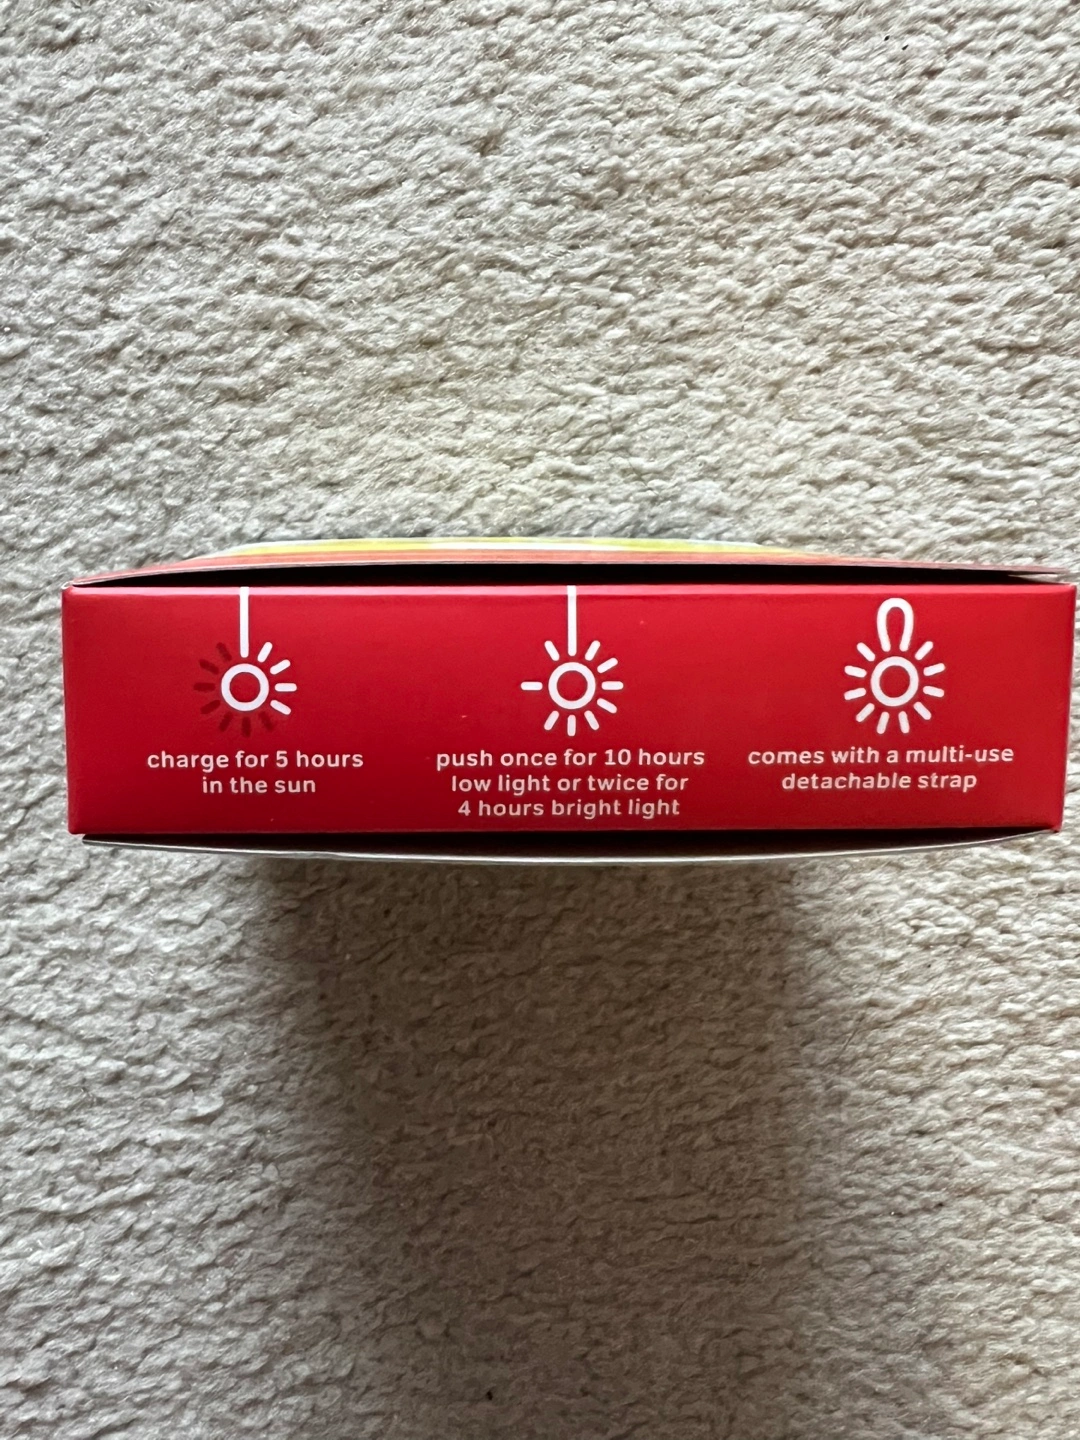 charge for 5 hours
in the sun
push once for 10 hours
low light or twice for
4 hours bright light
comes with a multi-use
detachable strap